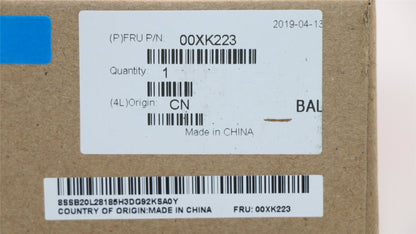 2019-04-13
(P)FRU P/N: 00XK223
Quantity: 1
(4L)Origin: CN
BAL
Made in CHINA
8SSB20L28185H3DG92KSA0Y
COUNTRY OF ORIGIN:MADE IN CHINA FRU: 00XK223